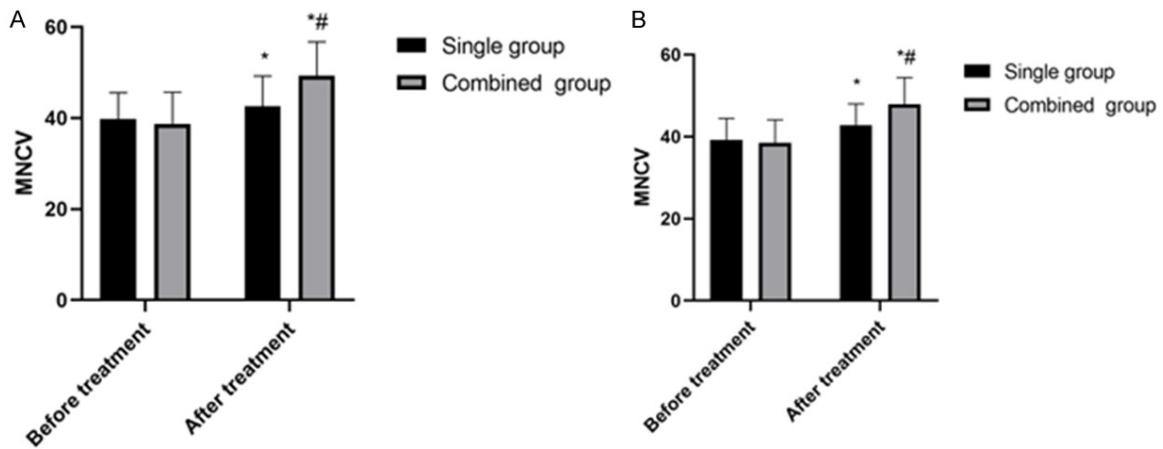 A
MNCV
60
40
20
0
*
*#
Single group
Combined group
Before treatment
After treatment
B
MNCV
60
40
20
0
*
*#
Single group
Combined group
Before treatment
After treatment